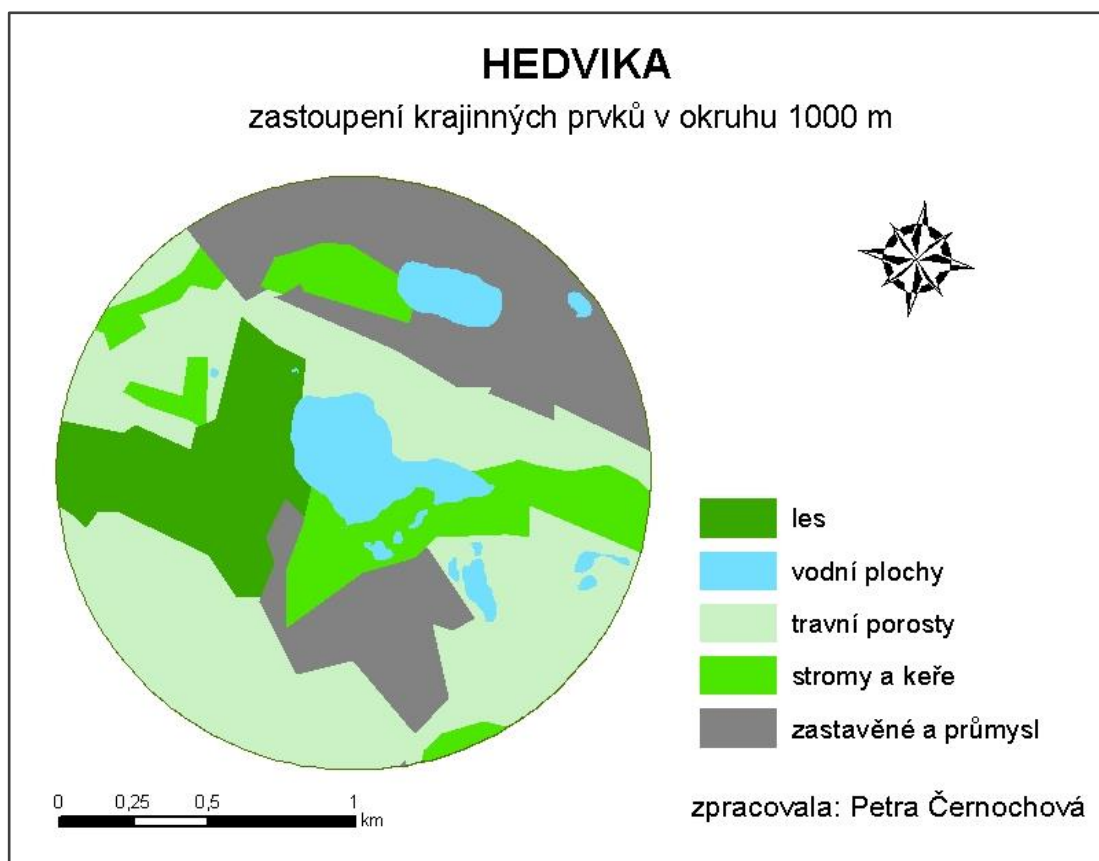 HEDVIKA
zastoupení krajinných prvků v okruhu 1000 m
les
vodní plochy
travní porosty
stromy a keře
zastavěné a průmysl
0 0,25 0,5 1
km
zpracovala: Petra Černochová